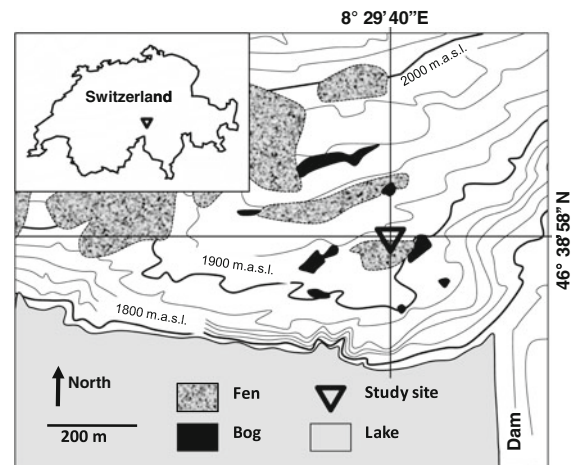 8° 29' 40" E
2000 m.a.s.l.
Switzerland
46° 38' 58" N
1900 m.a.s.l.
1800 m.a.s.l.
North
Fen
Study site
200 m
Bog
Lake
Dam